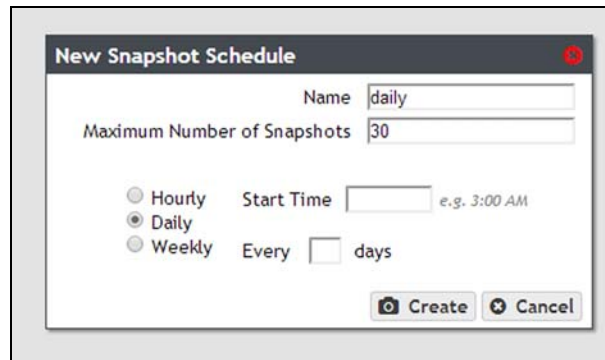 New Snapshot Schedule
Name daily
Maximum Number of Snapshots 30
Hourly Start Time e.g. 3:00 AM
Daily
Weekly Every days
Create Cancel